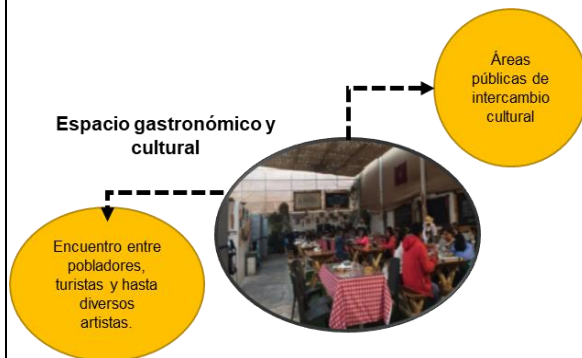 Áreas
públicas de
intercambio
cultural
Espacio gastronómico y
cultural
Encuentro entre
pobladores,
turistas y hasta
diversos
artistas.